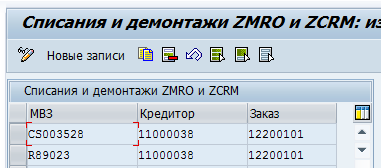 Списания и демонтажи ZMRO и ZCRM: из
Новые записи
Списания и демонтажи ZMRO и ZCRM
МВЗ Кредитор Заказ
CS003528 11000038 12200101
R89023 11000038 12200101